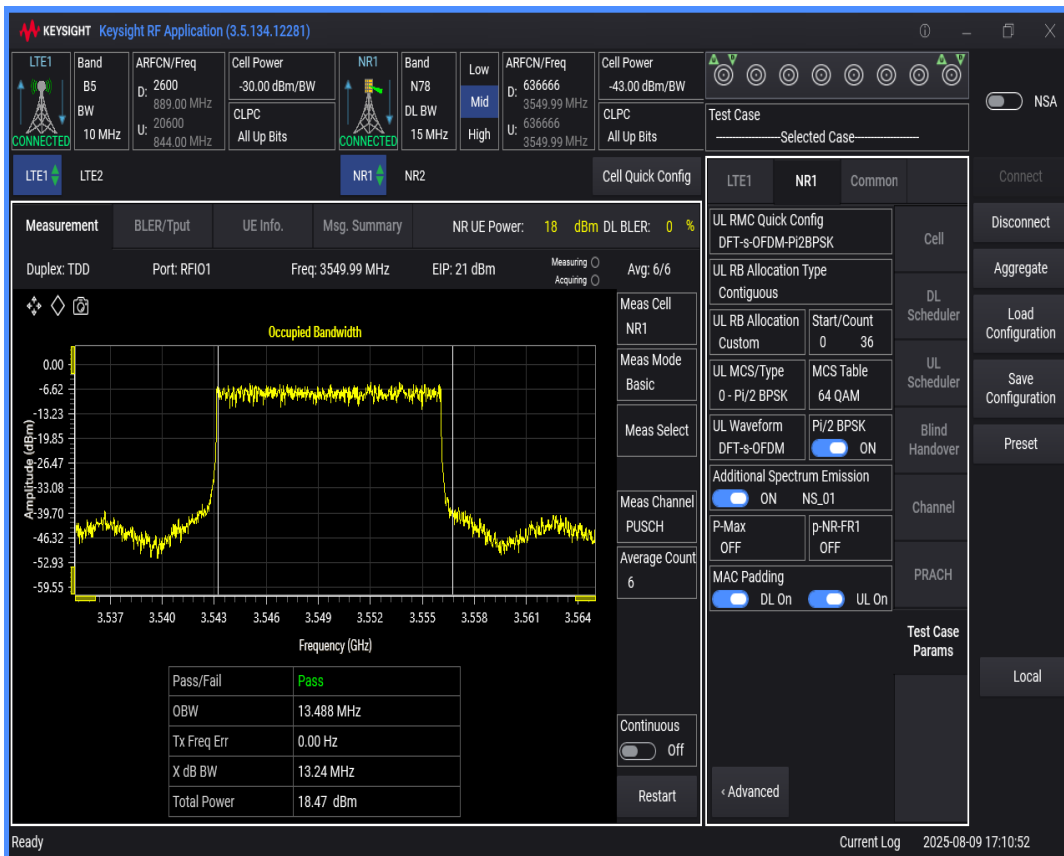 KEYSIGHT Keysight RF Application (3.5.134.12281)
LTE1 Band ARFCN/Freq Cell Power NR1 Band Low ARFCN/Freq Cell Power
B5 D: 2600 -30.00 dBm/BW N78 D: 636666 -43.00 dBm/BW
889.00 MHz Mid 3549.99 MHz NSA
BW CLPC DL BW CLPC Test Case
CONNECTED 10 MHz U: 20600 All Up Bits CONNECTED 15 MHz High U: 636666 All Up Bits
844.00 MHz 3549.99 MHz
--------------------Selected Case--------------------
LTE1 LTE2 NR1 NR2 Cell Quick Config
LTE1 NR1 Common Connect
Measurement BLER/Tput UE Info. Msg. Summary NR UE Power: 18 dBm DL BLER: 0 %
Duplex: TDD Port: RFIO1 Freq: 3549.99 MHz EIP: 21 dBm Measuring Acquiring Avg: 6/6
Occupied Bandwidth
Amplitude (dBm)
0.00
-6.62
-13.23
-19.85
-26.47
-33.08
-39.70
-46.32
-52.93
-59.55
3.537 3.540 3.543 3.546 3.549 3.552 3.555 3.558 3.561 3.564
Frequency (GHz)
Pass/Fail Pass
OBW 13.488 MHz
Tx Freq Err 0.00 Hz
X dB BW 13.24 MHz
Total Power 18.47 dBm
Meas Cell
NR1
Meas Mode
Basic
Meas Select
Meas Channel
PUSCH
Average Count
6
Continuous
Off
Restart
UL RMC Quick Config
DFT-s-OFDM-Pi2BPSK
UL RB Allocation Type
Contiguous
UL RB Allocation Start/Count
Custom 0 36
UL MCS/Type MCS Table
0 - Pi/2 BPSK 64 QAM
UL Waveform Pi/2 BPSK
DFT-s-OFDM ON
Additional Spectrum Emission
ON NS_01
P-Max p-NR-FR1
OFF OFF
MAC Padding
DL On UL On
‹ Advanced
Cell
DL
Scheduler
UL
Scheduler
Blind
Handover
Channel
PRACH
Test Case
Params
Disconnect
Aggregate
Load
Configuration
Save
Configuration
Preset
Local
Ready Current Log 2025-08-09 17:10:52